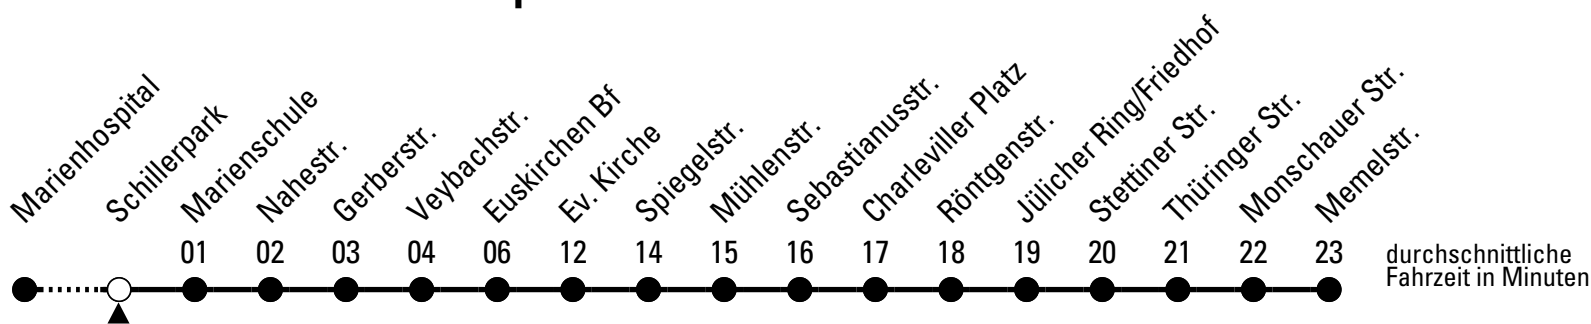 Marienhospital
Schillerpark
Marienschule
Nahestr.
Gerberstr.
Veybachstr.
Euskirchen Bf
Ev. Kirche
Spiegelstr.
Mühlenstr.
Sebastianusstr.
Charleviller Platz
Röntgenstr.
Jülicher Ring/Friedhof
Stettiner Str.
Thüringer Str.
Monschauer Str.
Memelstr.
01 02 03 04 06 12 14 15 16 17 18 19 20 21 22 23
durchschnittliche
Fahrzeit in Minuten